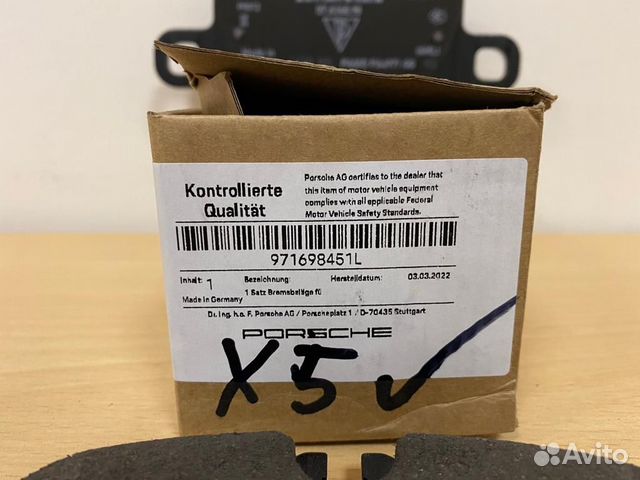 Kontrollierte
Qualität
Porsche AG certifies to the dealer that
this item of motor vehicle equipment
complies with all applicable Federal
Motor Vehicle Safety Standards.
971698451L
Inhalt: 1 Bezeichnung: Herstelldatum: 03.03.2022
Made in Germany 1 Satz Bremsbeläge fü
Dr. Ing. h.c. F. Porsche AG / Porscheplatz 1 / D-70435 Stuttgart
PORSCHE
X5
Avito